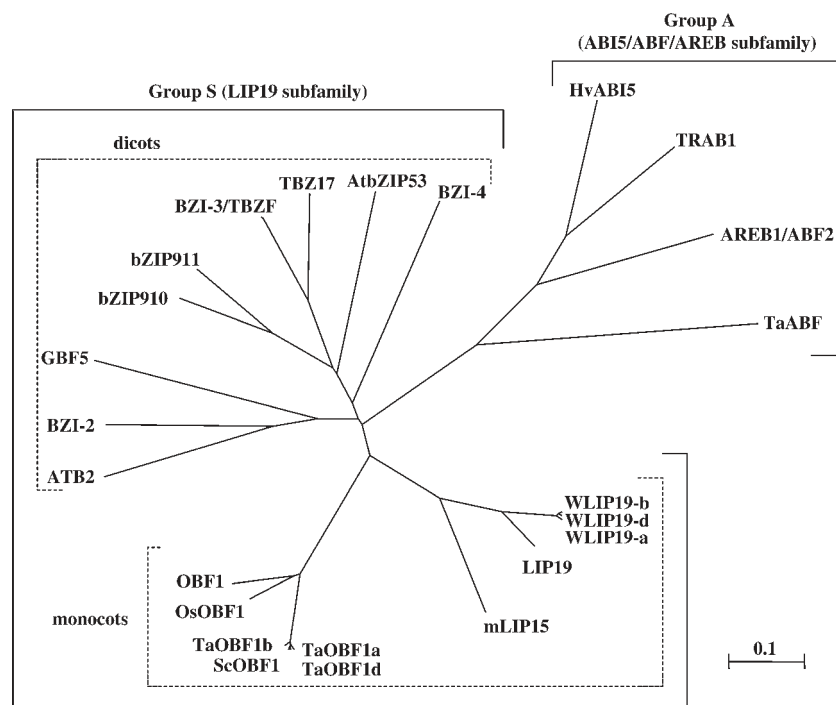 Group A
(ABI5/ABF/AREB subfamily)
Group S (LIP19 subfamily)
HvABI5
dicots
TRAB1
TBZ17
AtbZIP53
BZI-4
BZI-3/TBZF
AREB1/ABF2
bZIP911
bZIP910
TaABF
GBF5
BZI-2
ATB2
WLIP19-b
WLIP19-d
WLIP19-a
LIP19
OBF1
OsOBF1
monocots
mLIP15
TaOBF1b
TaOBF1a
ScOBF1
TaOBF1d
0.1